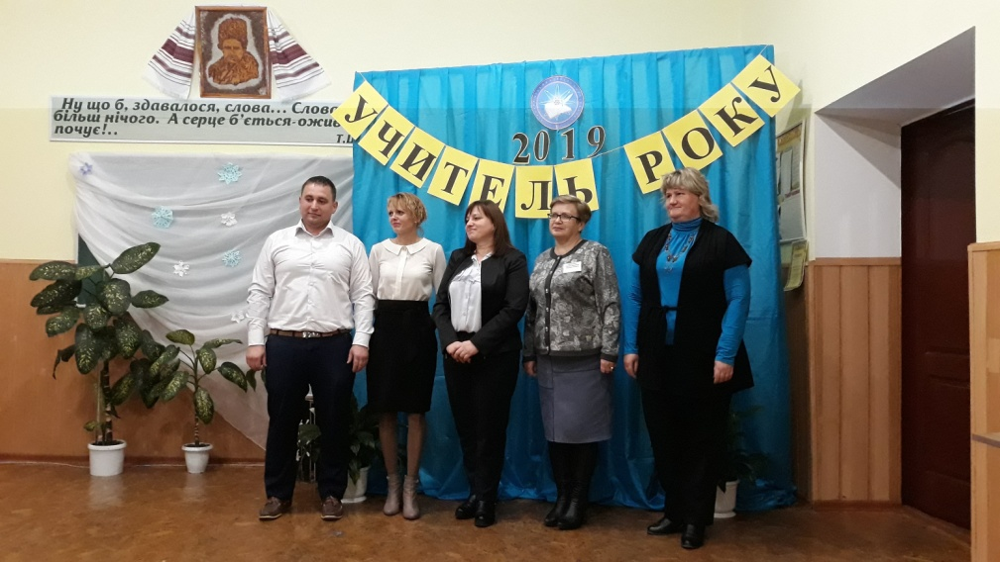 Ну що б, здавалося, слова... Слова
більш нічого. А серце б'ється-ожив
почує!..
2019
УЧИТЕЛЬ РОКУ